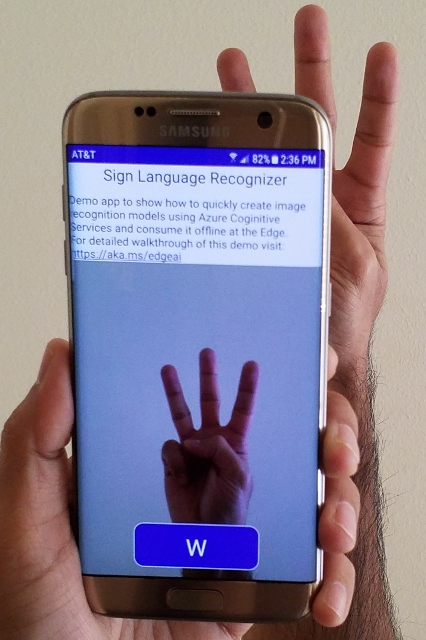 SAMSUNG
AT&T 82% 2:36 PM
Sign Language Recognizer
Demo app to show how to quickly create image
recognition models using Azure Coginitive
Services and consume it offline at the Edge.
For detailed walkthrough of this demo visit:
https://aka.ms/edgeai
W